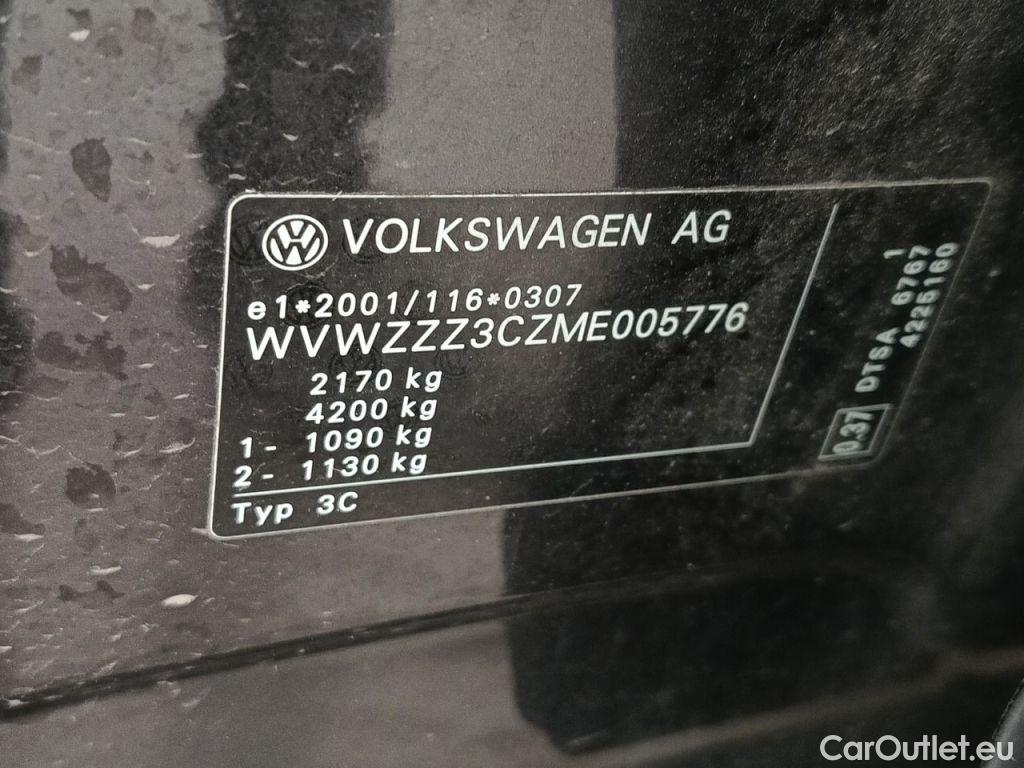 VOLKSWAGEN AG
e1*2001/116*0307
WVWZZZ3CZME005776
2170 kg
4200 kg
1- 1090 kg
2- 1130 kg
Typ 3C
0.37 DTSA 6767 1
4225160
CarOutlet.eu